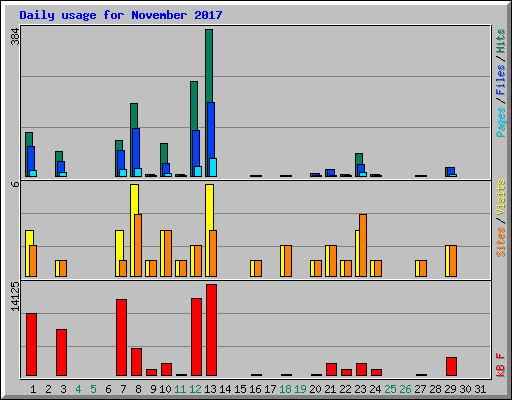 Daily usage for November 2017
384
Pages / Files / Hits
6
Sites / Visits
14125
kB F
1 2 3 4 5 6 7 8 9 10 11 12 13 14 15 16 17 18 19 20 21 22 23 24 25 26 27 28 29 30 31